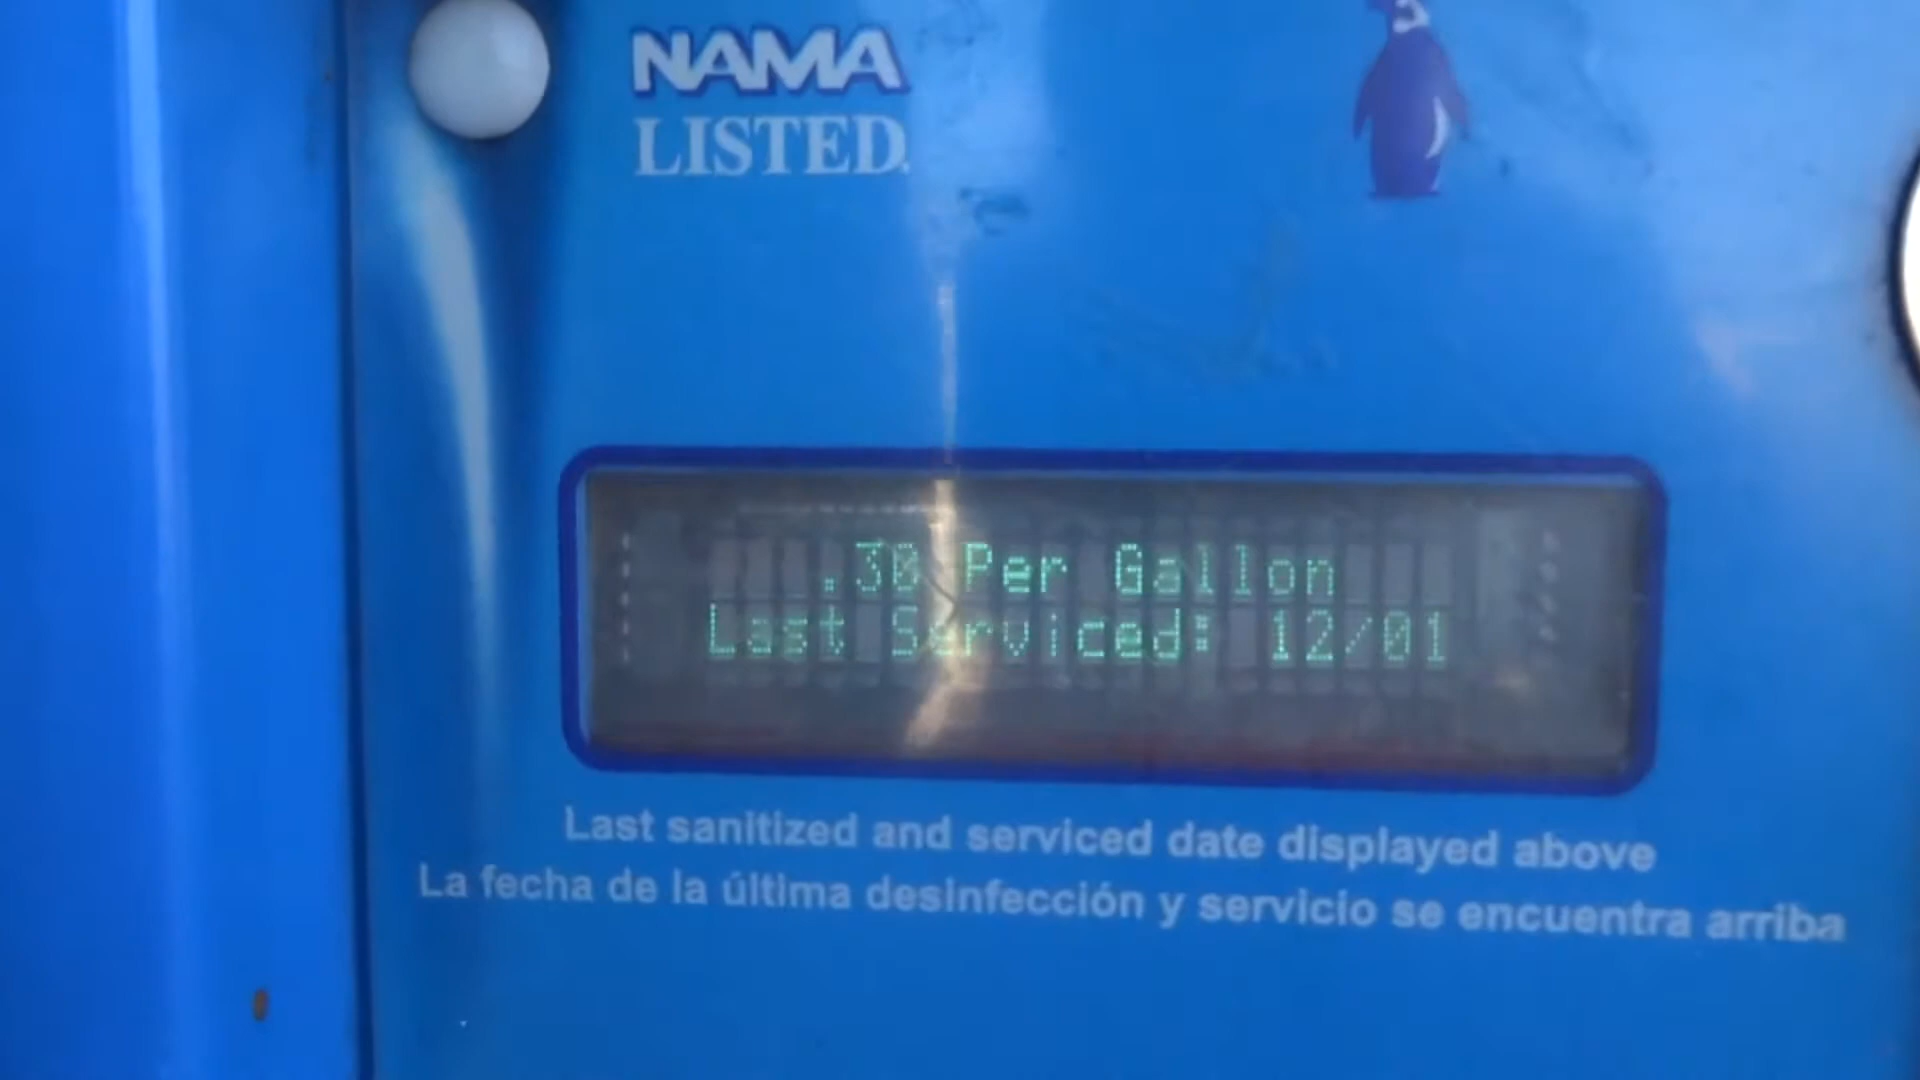 NAMA
LISTED.
.30 Per Gallon
Last Serviced: 12/01
Last sanitized and serviced date displayed above
La fecha de la última desinfección y servicio se encuentra arriba